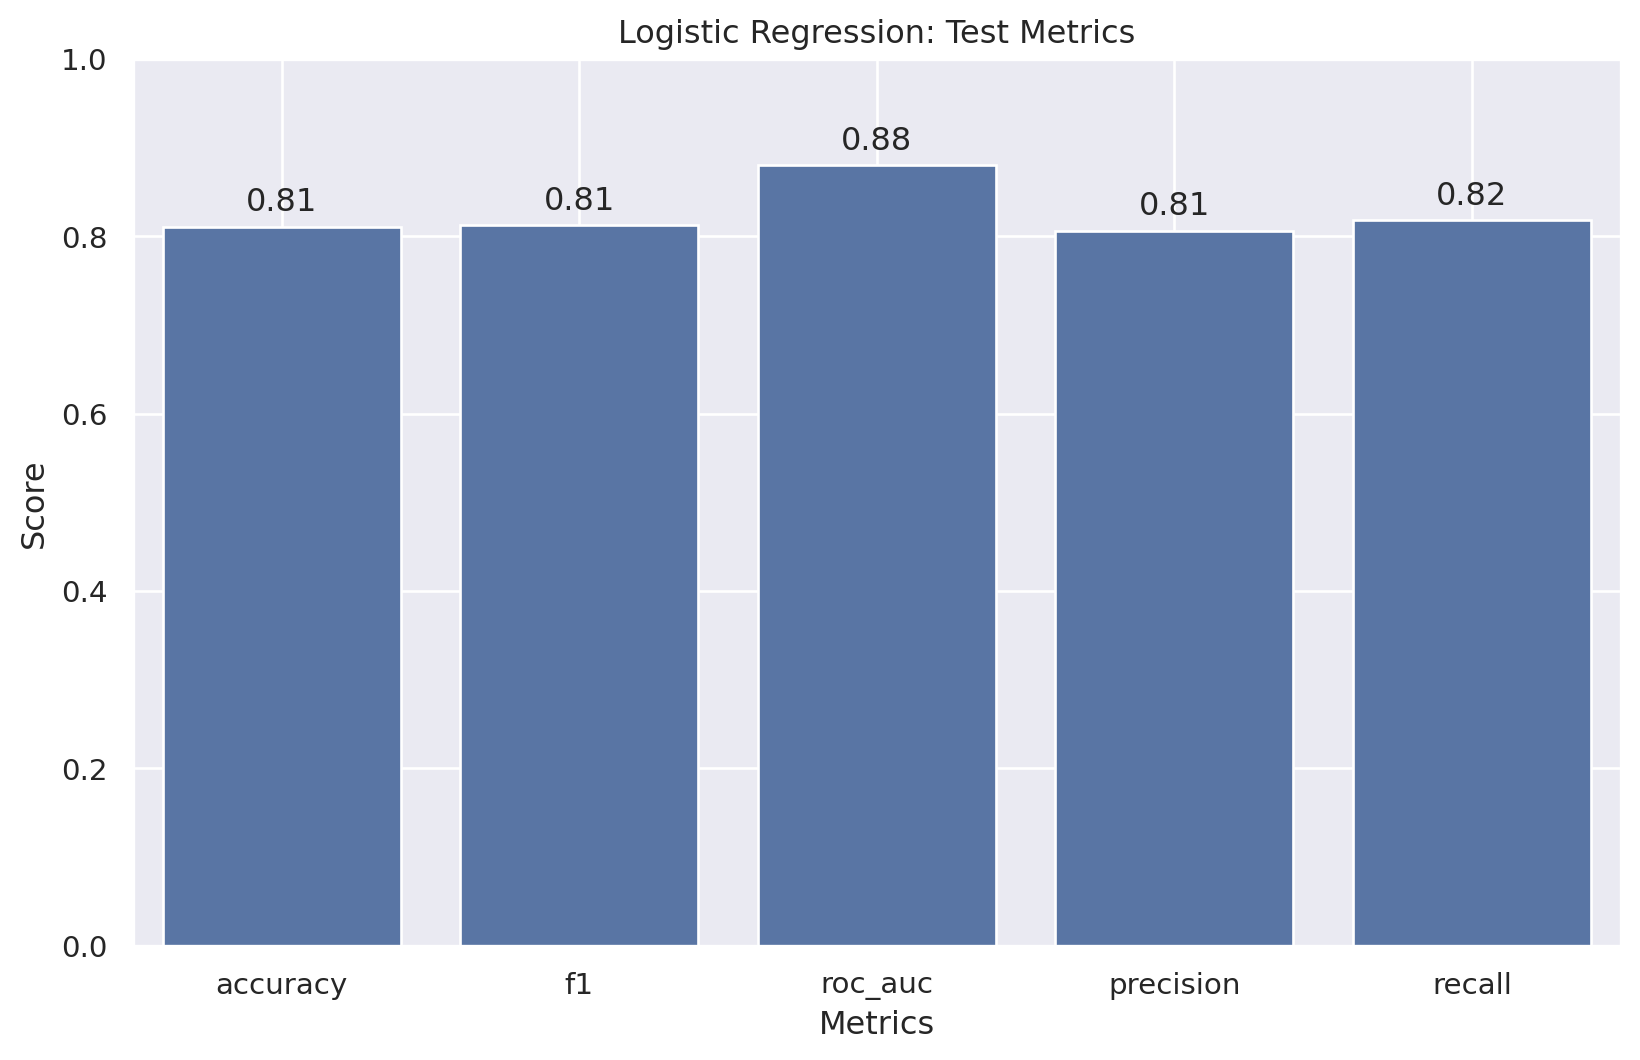 Logistic Regression: Test Metrics
1.0
0.8
0.6
0.4
0.2
0.0
Score
0.81
0.81
0.88
0.81
0.82
accuracy
f1
roc_auc
precision
recall
Metrics